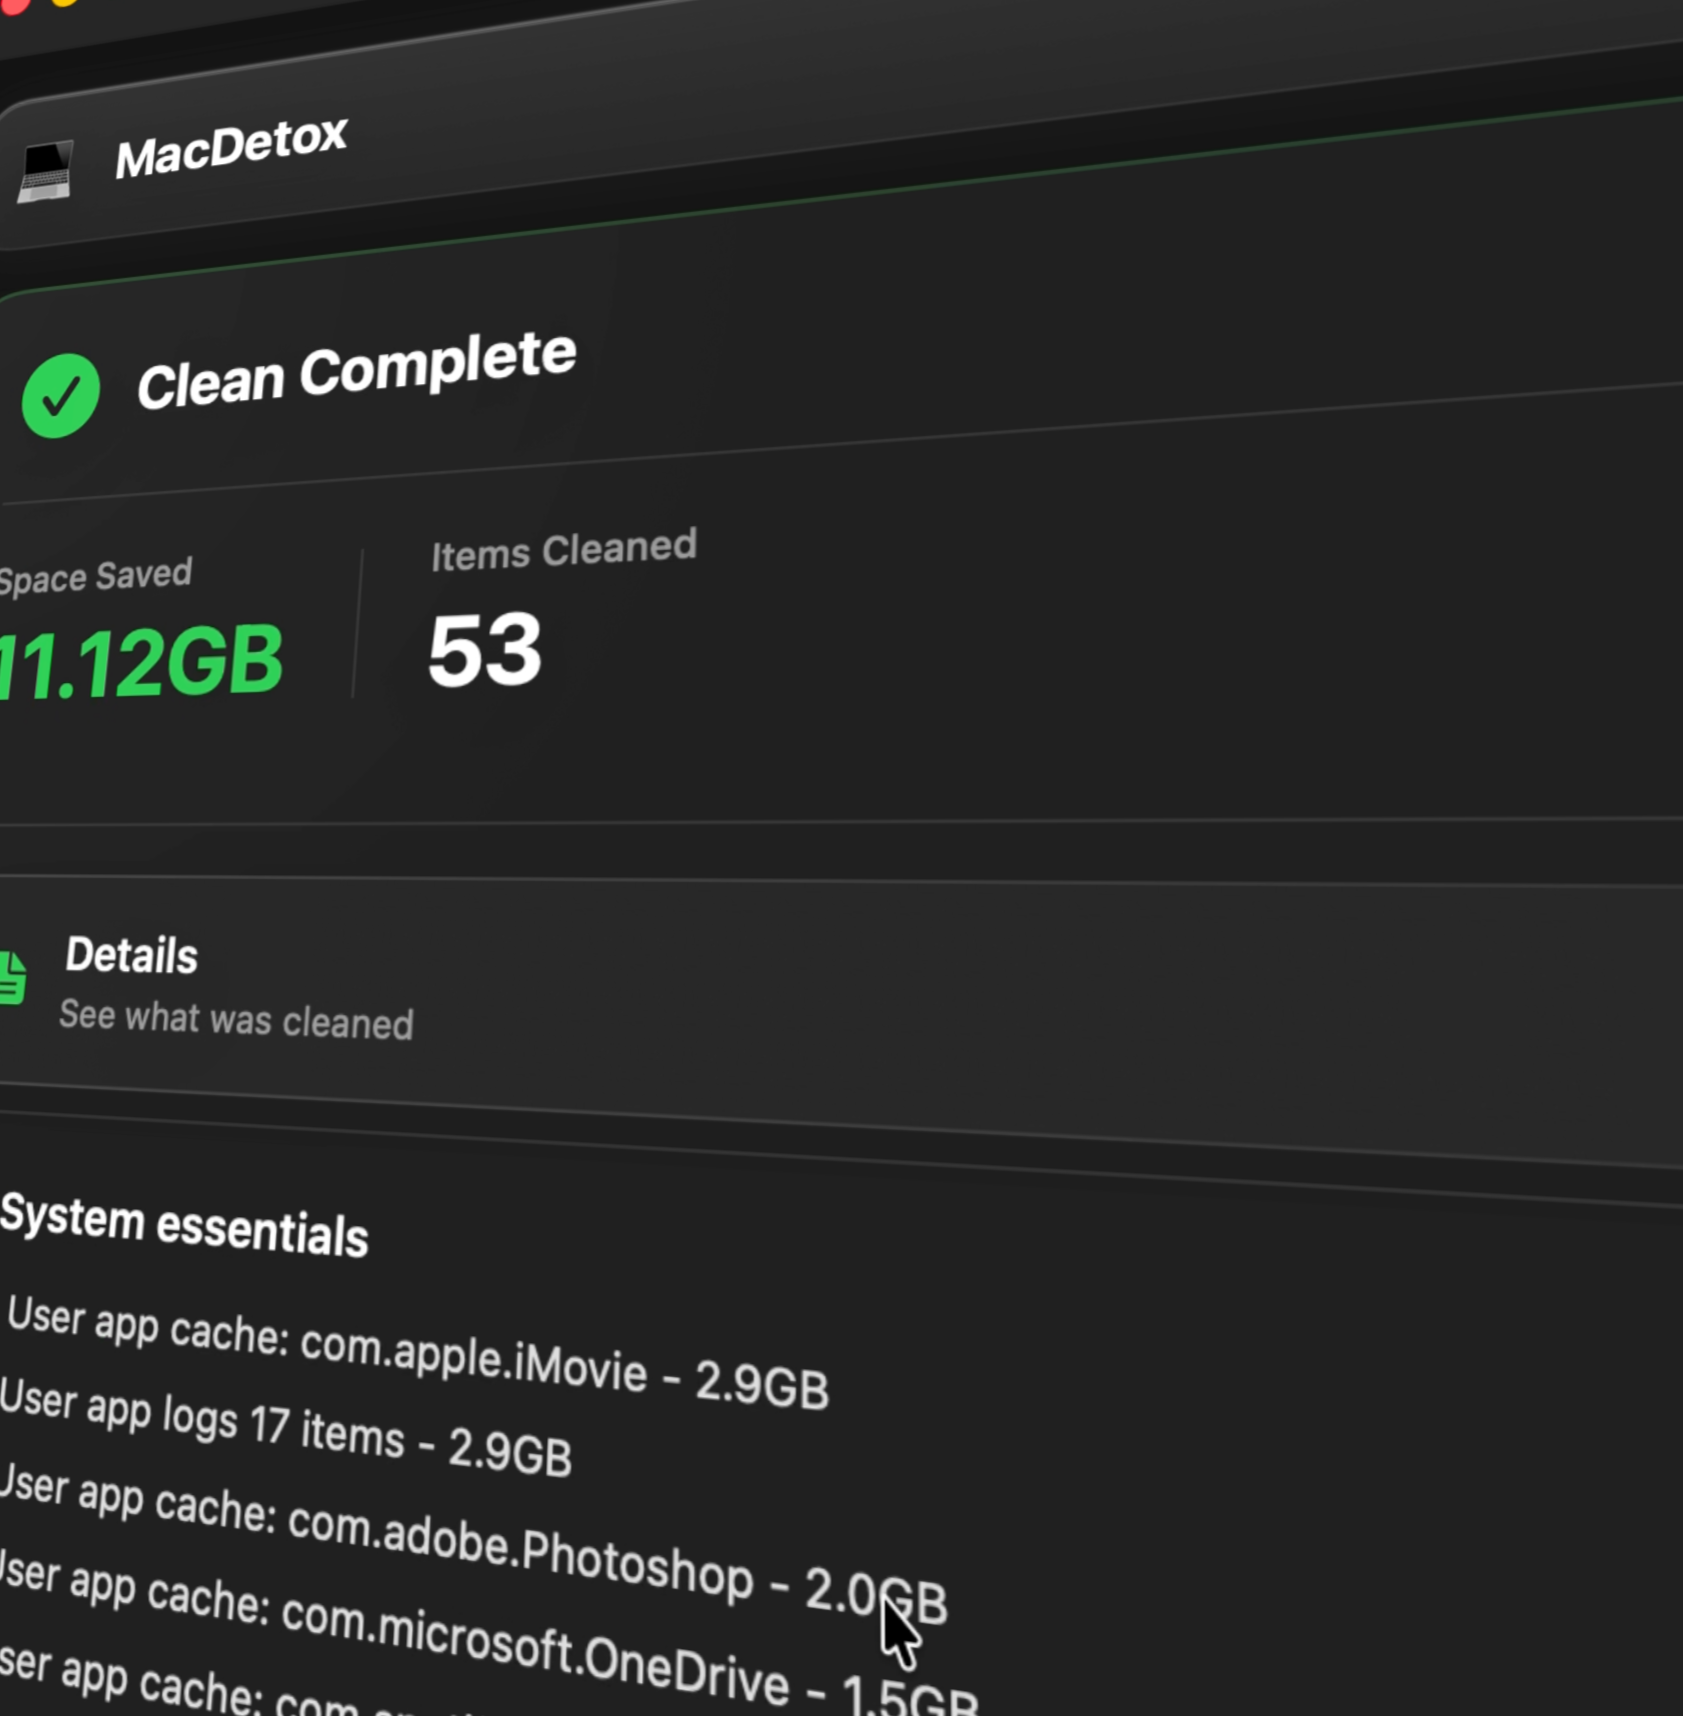 MacDetox
Clean Complete
Space Saved
11.12GB
Items Cleaned
53
Details
See what was cleaned
System essentials
User app cache: com.apple.iMovie - 2.9GB
User app logs 17 items - 2.9GB
User app cache: com.adobe.Photoshop - 2.0GB
User app cache: com.microsoft.OneDrive - 1.5GB
User app cache: com.